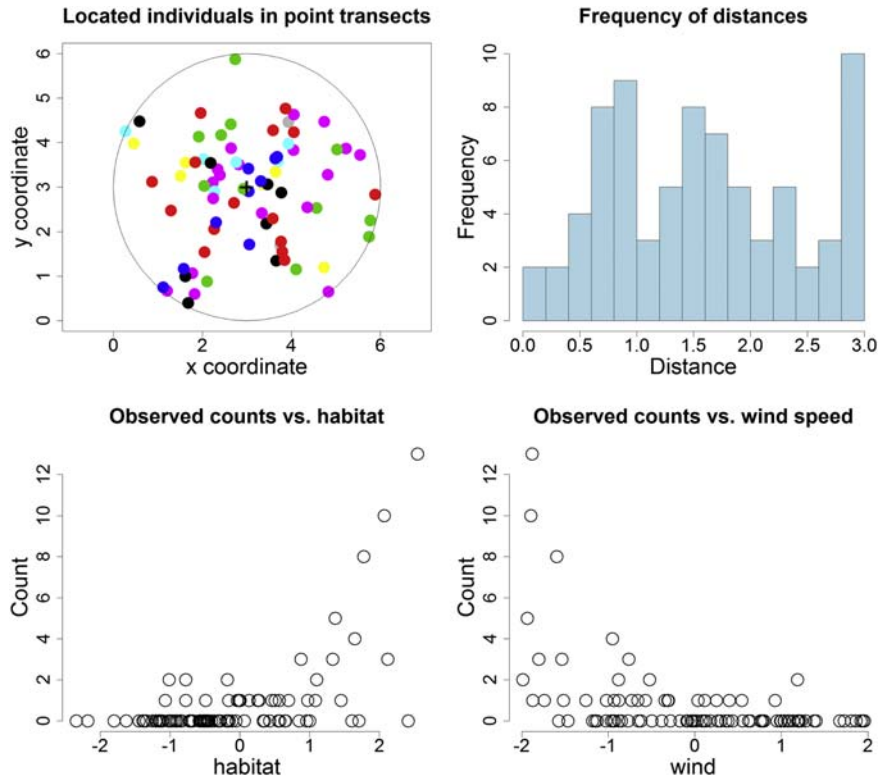 Located individuals in point transects
6
5
4
3
2
1
0
y coordinate
0 2 4 6
x coordinate
Frequency of distances
10
8
6
4
2
0
Frequency
0.0 0.5 1.0 1.5 2.0 2.5 3.0
Distance
Observed counts vs. habitat
12
10
8
6
4
2
0
Count
-2 -1 0 1 2
habitat
Observed counts vs. wind speed
12
10
8
6
4
2
0
Count
-2 -1 0 1 2
wind